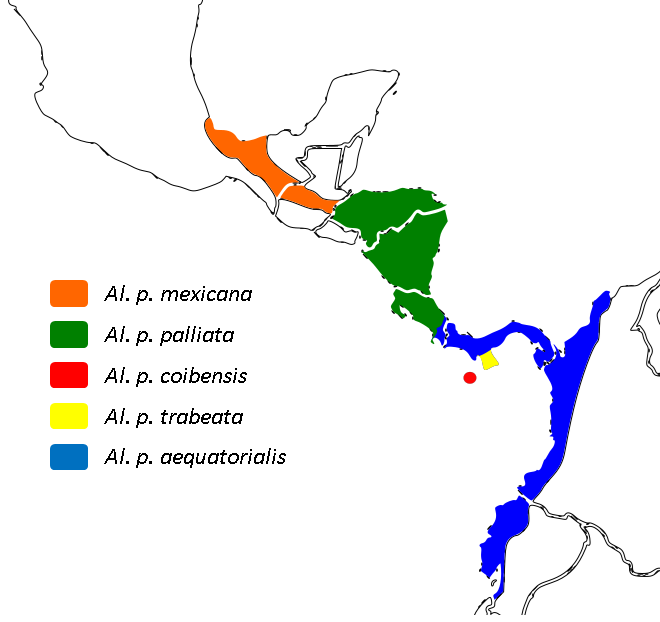 Al. p. mexicana
Al. p. palliata
Al. p. coibensis
Al. p. trabeata
Al. p. aequatorialis